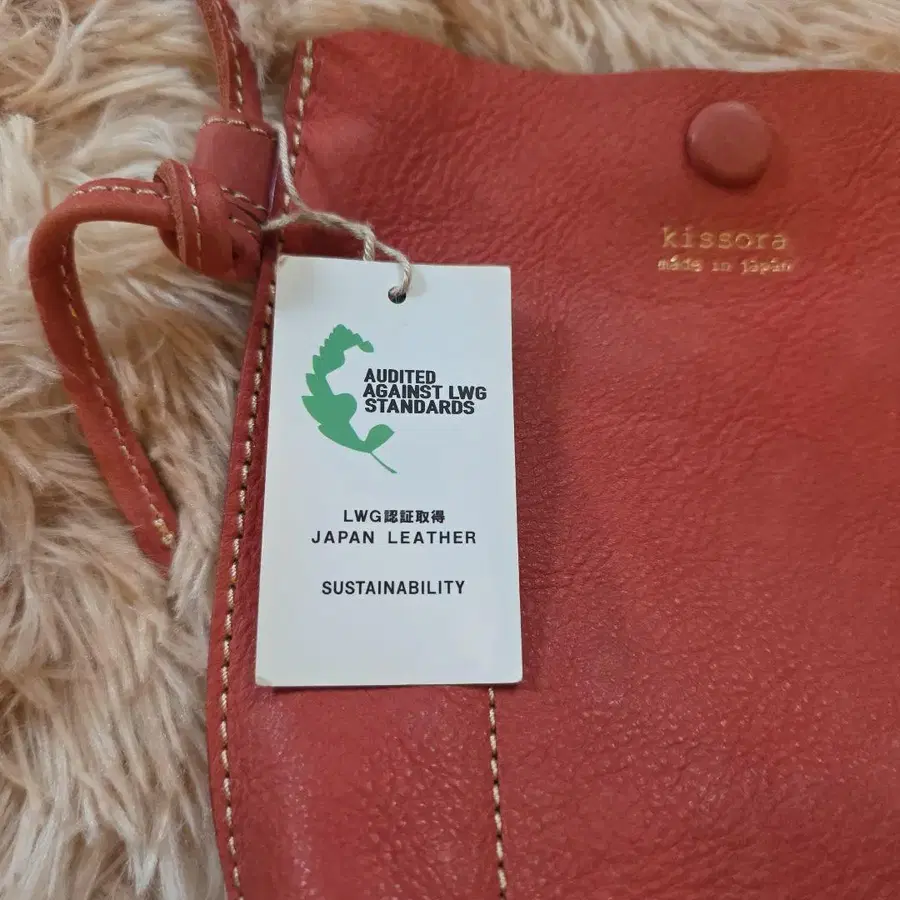 kissora
made in japan
AUDITED
AGAINST LWG
STANDARDS
LWG認証取得
JAPAN LEATHER
SUSTAINABILITY